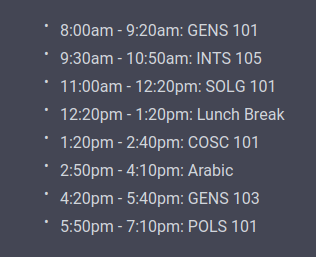 • 8:00am - 9:20am: GENS 101
• 9:30am - 10:50am: INTS 105
• 11:00am - 12:20pm: SOLG 101
• 12:20pm - 1:20pm: Lunch Break
• 1:20pm - 2:40pm: COSC 101
• 2:50pm - 4:10pm: Arabic
• 4:20pm - 5:40pm: GENS 103
• 5:50pm - 7:10pm: POLS 101